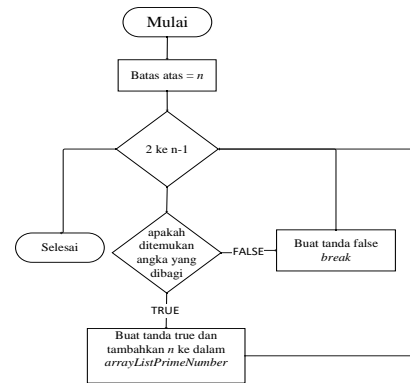 Mulai
Batas atas = n
2 ke n-1
Selesai
apakah
ditemukan
angka yang
dibagi
FALSE
Buat tanda false
break
TRUE
Buat tanda true dan
tambahkan n ke dalam
arrayListPrimeNumber